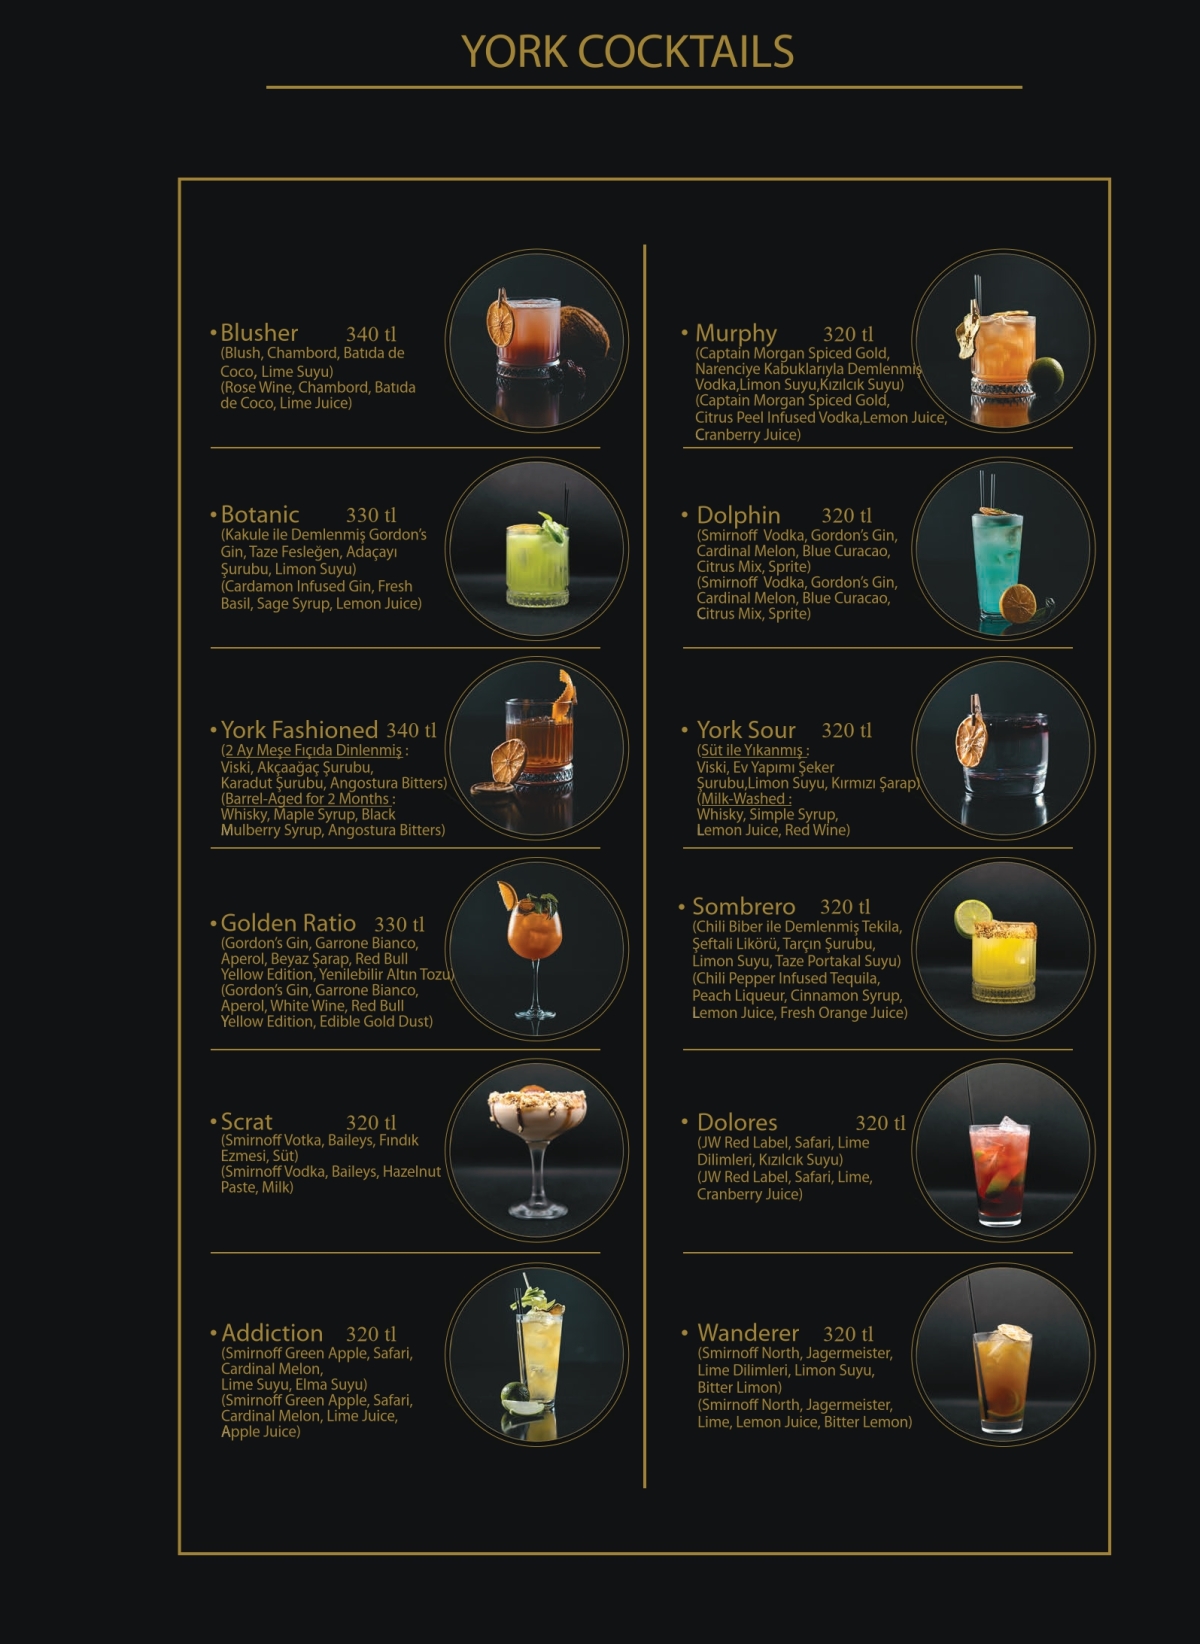 YORK COCKTAILS
• Blusher 340 tl
(Blush, Chambord, Batıda de
Coco, Lime Suyu)
(Rose Wine, Chambord, Batıda
de Coco, Lime Juice)
• Botanic 330 tl
(Kakule ile Demlenmiş Gordon's
Gin, Taze Fesleğen, Adaçayı
Şurubu, Limon Suyu)
(Cardamon Infused Gin, Fresh
Basil, Sage Syrup, Lemon Juice)
• York Fashioned 340 tl
(2 Ay Meşe Fıçıda Dinlenmiş :
Viski, Akçaağaç Şurubu,
Karadut Şurubu, Angostura Bitters)
(Barrel-Aged for 2 Months :
Whisky, Maple Syrup, Black
Mulberry Syrup, Angostura Bitters)
• Golden Ratio 330 tl
(Gordon's Gin, Garrone Bianco,
Aperol, Beyaz Şarap, Red Bull
Yellow Edition, Yenilebilir Altın Tozu)
(Gordon's Gin, Garrone Bianco,
Aperol, White Wine, Red Bull
Yellow Edition, Edible Gold Dust)
• Scrat 320 tl
(Smirnoff Votka, Baileys, Fındık
Ezmesi, Süt)
(Smirnoff Vodka, Baileys, Hazelnut
Paste, Milk)
• Addiction 320 tl
(Smirnoff Green Apple, Safari,
Cardinal Melon,
Lime Suyu, Elma Suyu)
(Smirnoff Green Apple, Safari,
Cardinal Melon, Lime Juice,
Apple Juice)
• Murphy 320 tl
(Captain Morgan Spiced Gold,
Narenciye Kabuklarıyla Demlenmiş
Vodka,Limon Suyu,Kızılcık Suyu)
(Captain Morgan Spiced Gold,
Citrus Peel Infused Vodka,Lemon Juice,
Cranberry Juice)
• Dolphin 320 tl
(Smirnoff Vodka, Gordon's Gin,
Cardinal Melon, Blue Curacao,
Citrus Mix, Sprite)
(Smirnoff Vodka, Gordon's Gin,
Cardinal Melon, Blue Curacao,
Citrus Mix, Sprite)
• York Sour 320 tl
(Süt ile Yıkanmış :
Viski, Ev Yapımı Şeker
Şurubu,Limon Suyu, Kırmızı Şarap)
(Milk-Washed :
Whisky, Simple Syrup,
Lemon Juice, Red Wine)
• Sombrero 320 tl
(Chili Biber ile Demlenmiş Tekila,
Şeftali Likörü, Tarçın Şurubu,
Limon Suyu, Taze Portakal Suyu)
(Chili Pepper Infused Tequila,
Peach Liqueur, Cinnamon Syrup,
Lemon Juice, Fresh Orange Juice)
• Dolores 320 tl
(JW Red Label, Safari, Lime
Dilimleri, Kızılcık Suyu)
(JW Red Label, Safari, Lime,
Cranberry Juice)
• Wanderer 320 tl
(Smirnoff North, Jagermeister,
Lime Dilimleri, Limon Suyu,
Bitter Limon)
(Smirnoff North, Jagermeister,
Lime, Lemon Juice, Bitter Lemon)